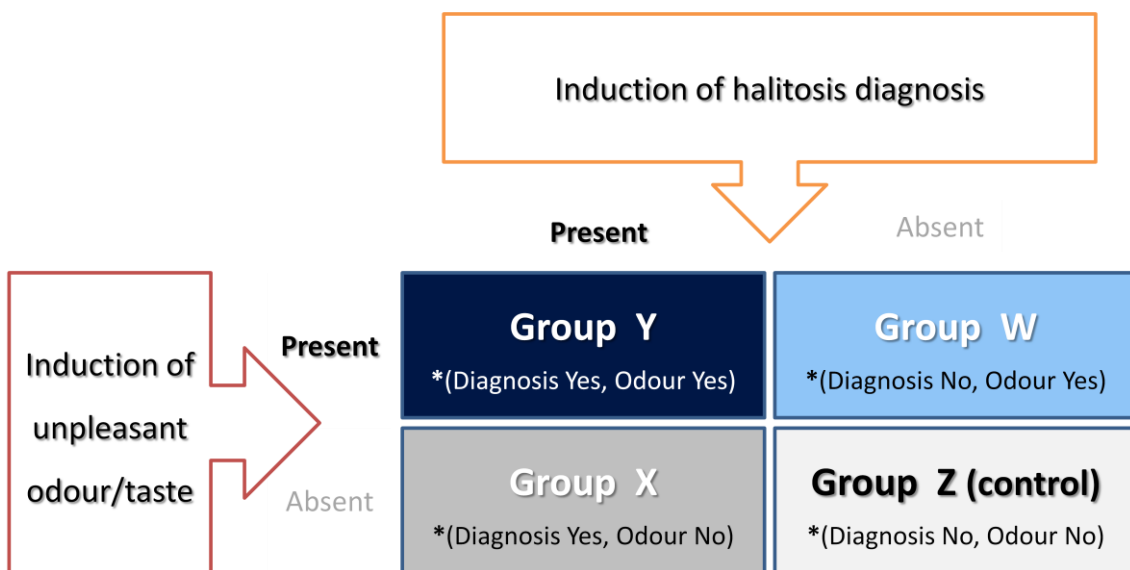 Induction of halitosis diagnosis
Present
Absent
Induction of
unpleasant
odour/taste
Present
Absent
Group Y
*(Diagnosis Yes, Odour Yes)
Group W
*(Diagnosis No, Odour Yes)
Group X
*(Diagnosis Yes, Odour No)
Group Z (control)
*(Diagnosis No, Odour No)